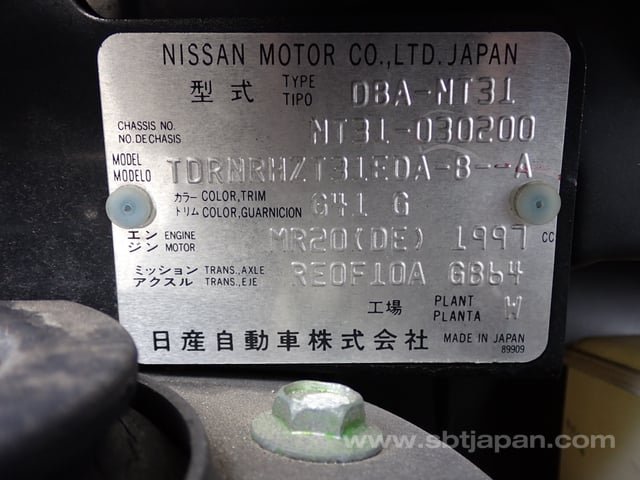 NISSAN MOTOR CO.,LTD. JAPAN
型式 TYPE TIPO DBA-NT31
CHASSIS NO. NO.DE CHASIS NT31-030200
MODEL MODELO TDRNRHZT31EDA-B--A
カラー COLOR,TRIM トリム COLOR,GUARNICION G41 G
エンジン ENGINE MOTOR MR20(DE) 1997 CC
ミッション TRANS.,AXLE アクスル TRANS.,EJE RE0F10A GB64
工場 PLANT PLANTA W
日産自動車株式会社 MADE IN JAPAN
89909
www.sbtjapan.com